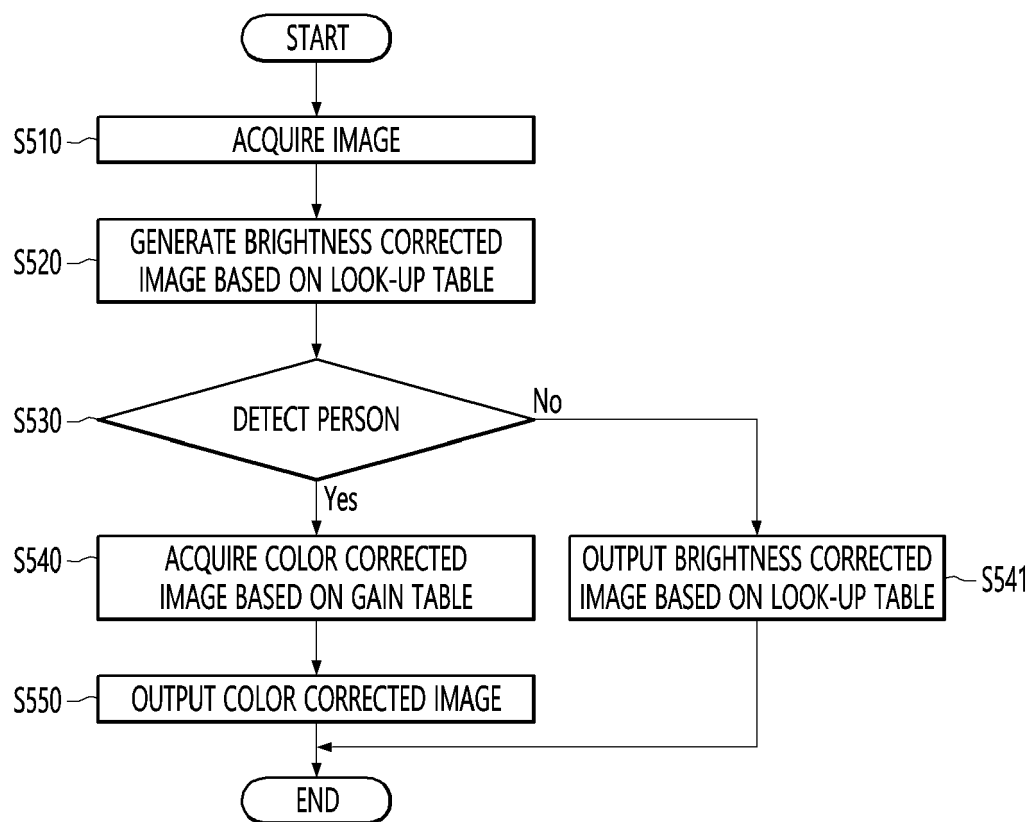 START
S510
ACQUIRE IMAGE
S520
GENERATE BRIGHTNESS CORRECTED
IMAGE BASED ON LOOK-UP TABLE
S530
DETECT PERSON
No
Yes
S540
ACQUIRE COLOR CORRECTED
IMAGE BASED ON GAIN TABLE
OUTPUT BRIGHTNESS CORRECTED
IMAGE BASED ON LOOK-UP TABLE
S541
S550
OUTPUT COLOR CORRECTED IMAGE
END